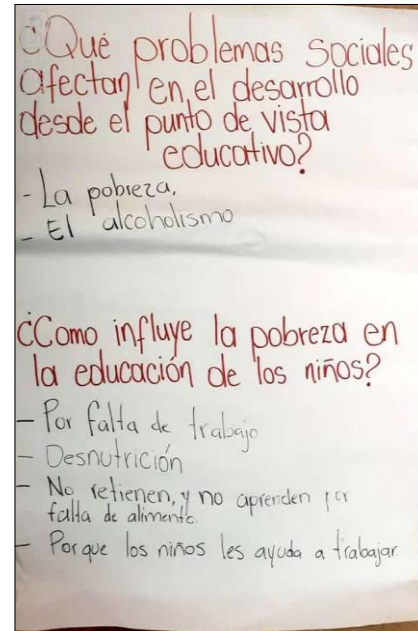 ¿Qué problemas Sociales
afectan en el desarrollo
desde el punto de vista
educativo?
- La pobreza.
- El alcoholismo
¿Como influye la pobreza en
la educación de los niños?
- Por falta de trabajo
- Desnutrición
- No retienen, y no aprenden por
falta de alimento.
- Porque los niños les ayuda a trabajar.